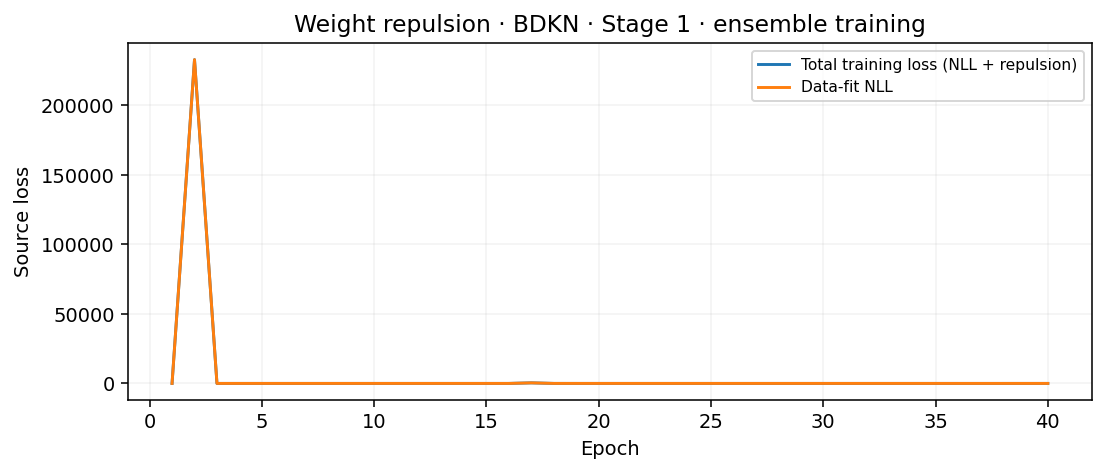 Weight repulsion · BDKN · Stage 1 · ensemble training
Total training loss (NLL + repulsion)
Data-fit NLL
Source loss
200000
150000
100000
50000
0
0 5 10 15 20 25 30 35 40
Epoch